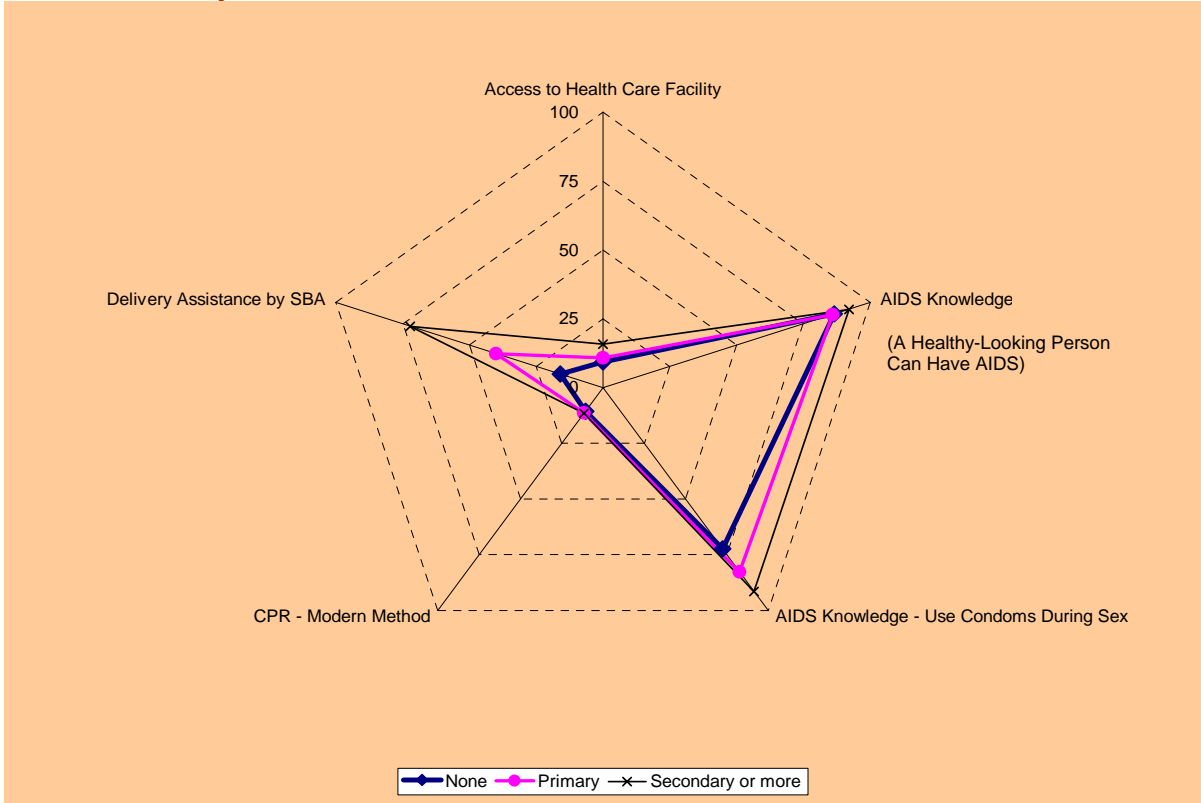 Access to Health Care Facility
100
75
50
25
0
AIDS Knowledge
(A Healthy-Looking Person
Can Have AIDS)
Delivery Assistance by SBA
CPR - Modern Method
AIDS Knowledge - Use Condoms During Sex
None Primary Secondary or more